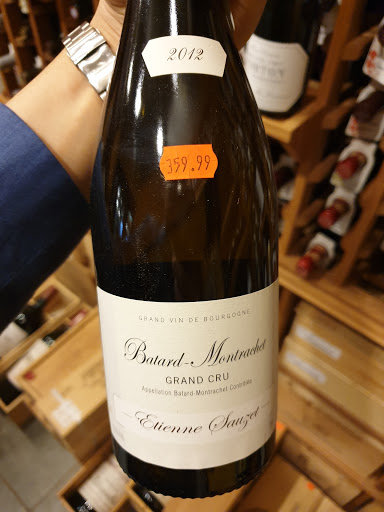 2012
359.99
GRAND VIN DE BOURGOGNE
Batard-Montrachet
GRAND CRU
Appellation Batard-Montrachet Contrôlée
Etienne Sauzet